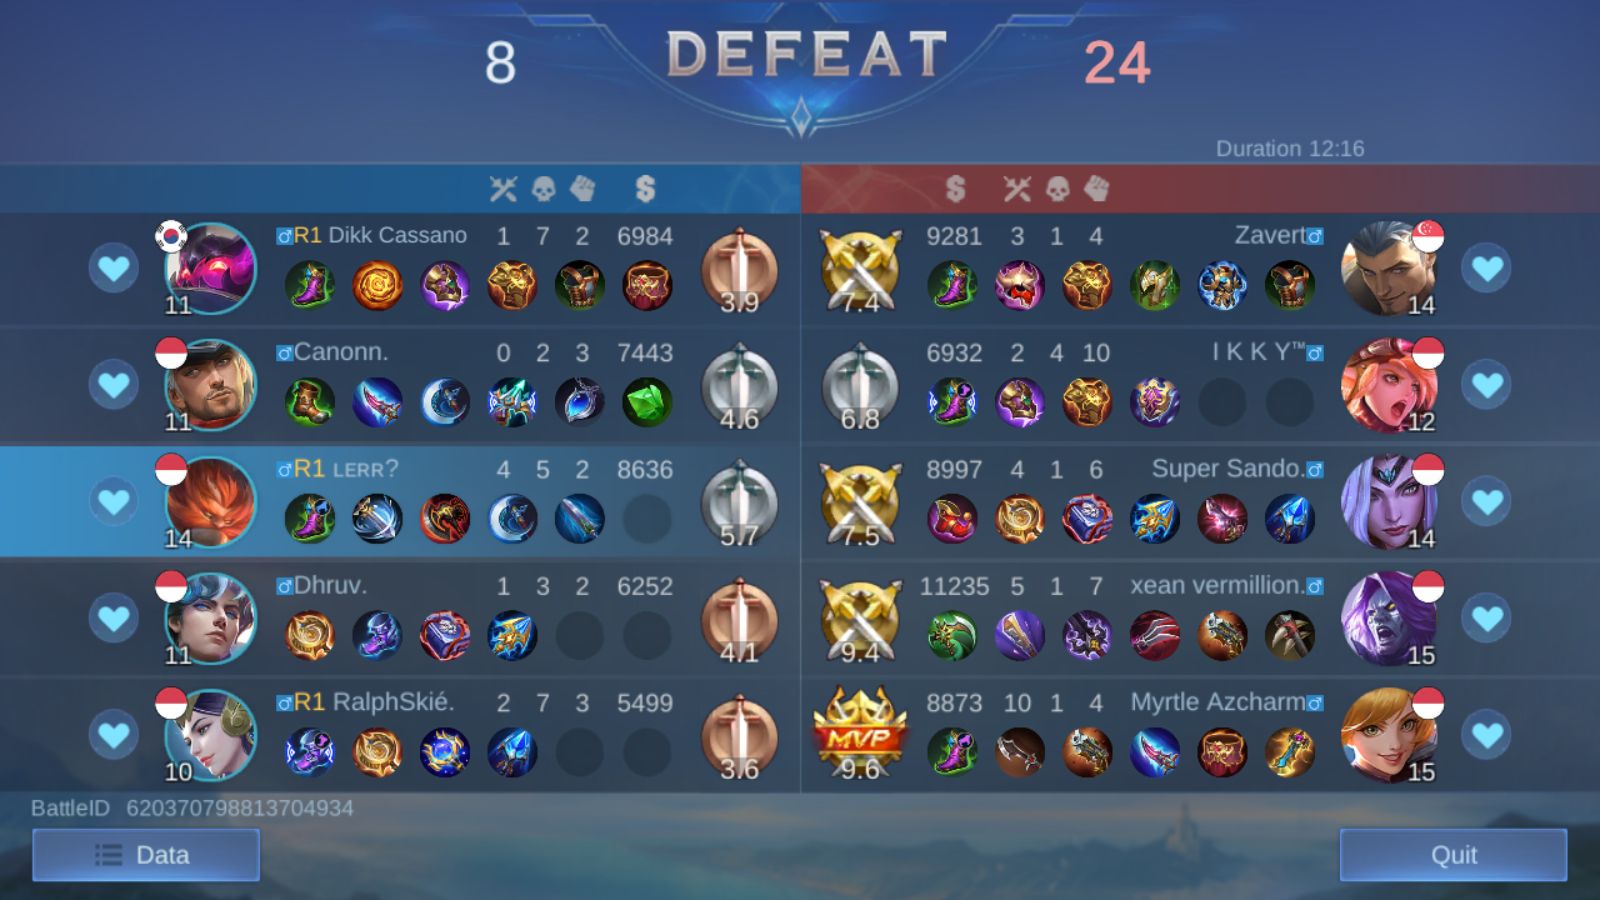 8 DEFEAT 24
Duration 12:16
R1 Dikk Cassano 1 7 2 6984
11 3.9
7.4 9281 3 1 4 Zavert
14
Canonn. 0 2 3 7443
11 4.6
6.8 6932 2 4 10 I K K Y™
12
R1 LERR? 4 5 2 8636
14 5.7
7.5 8997 4 1 6 Super Sando.
14
Dhruv. 1 3 2 6252
11 4.1
9.4 11235 5 1 7 xean vermillion.
15
R1 RalphSkié. 2 7 3 5499
10 3.6
MVP 9.6 8873 10 1 4 Myrtle Azcharm
15
BattleID 620370798813704934
Data
Quit